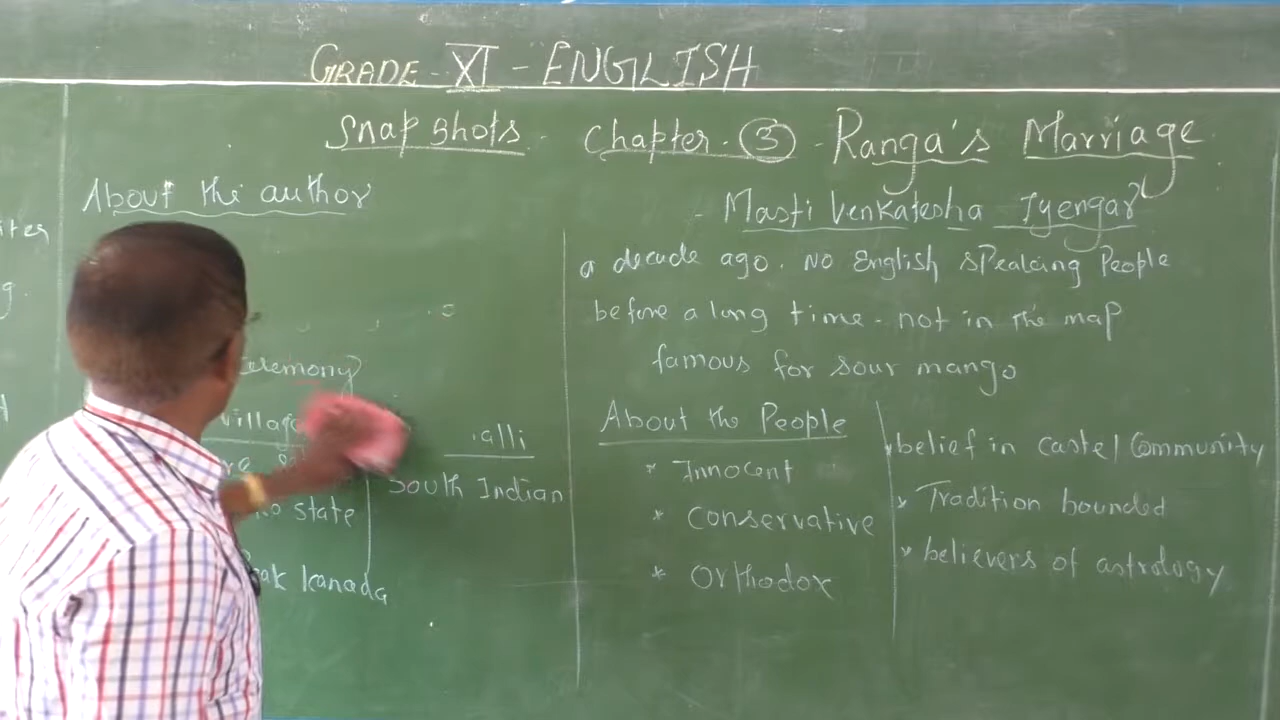 GRADE - XI - ENGLISH
Snapshots - Chapter - 3 - Ranga's Marriage
- Masti Venkatesha Iyengar
About the author
Ceremony
village
alli
South Indian
no state
kanada
a decade ago. No English speaking People
before a long time - not in the map
famous for sour mango
About the People
* Innocent
* Conservative
* Orthodox
* belief in caste/Community
* Tradition bounded
* believers of astrology